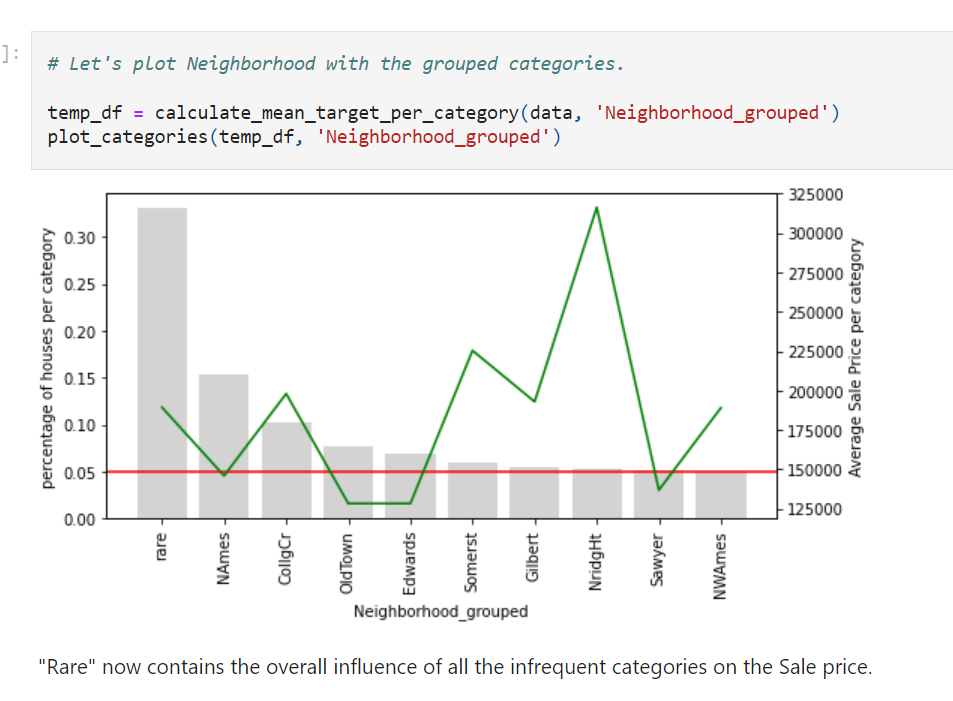 ]:
# Let's plot Neighborhood with the grouped categories.
temp_df = calculate_mean_target_per_category(data, 'Neighborhood_grouped')
plot_categories(temp_df, 'Neighborhood_grouped')
percentage of houses per category
0.30
0.25
0.20
0.15
0.10
0.05
0.00
325000
300000
275000
250000
225000
200000
175000
150000
125000
Average Sale Price per category
rare
NAmes
CollgCr
OldTown
Edwards
Somerst
Gilbert
NridgHt
Sawyer
NWAmes
Neighborhood_grouped
"Rare" now contains the overall influence of all the infrequent categories on the Sale price.